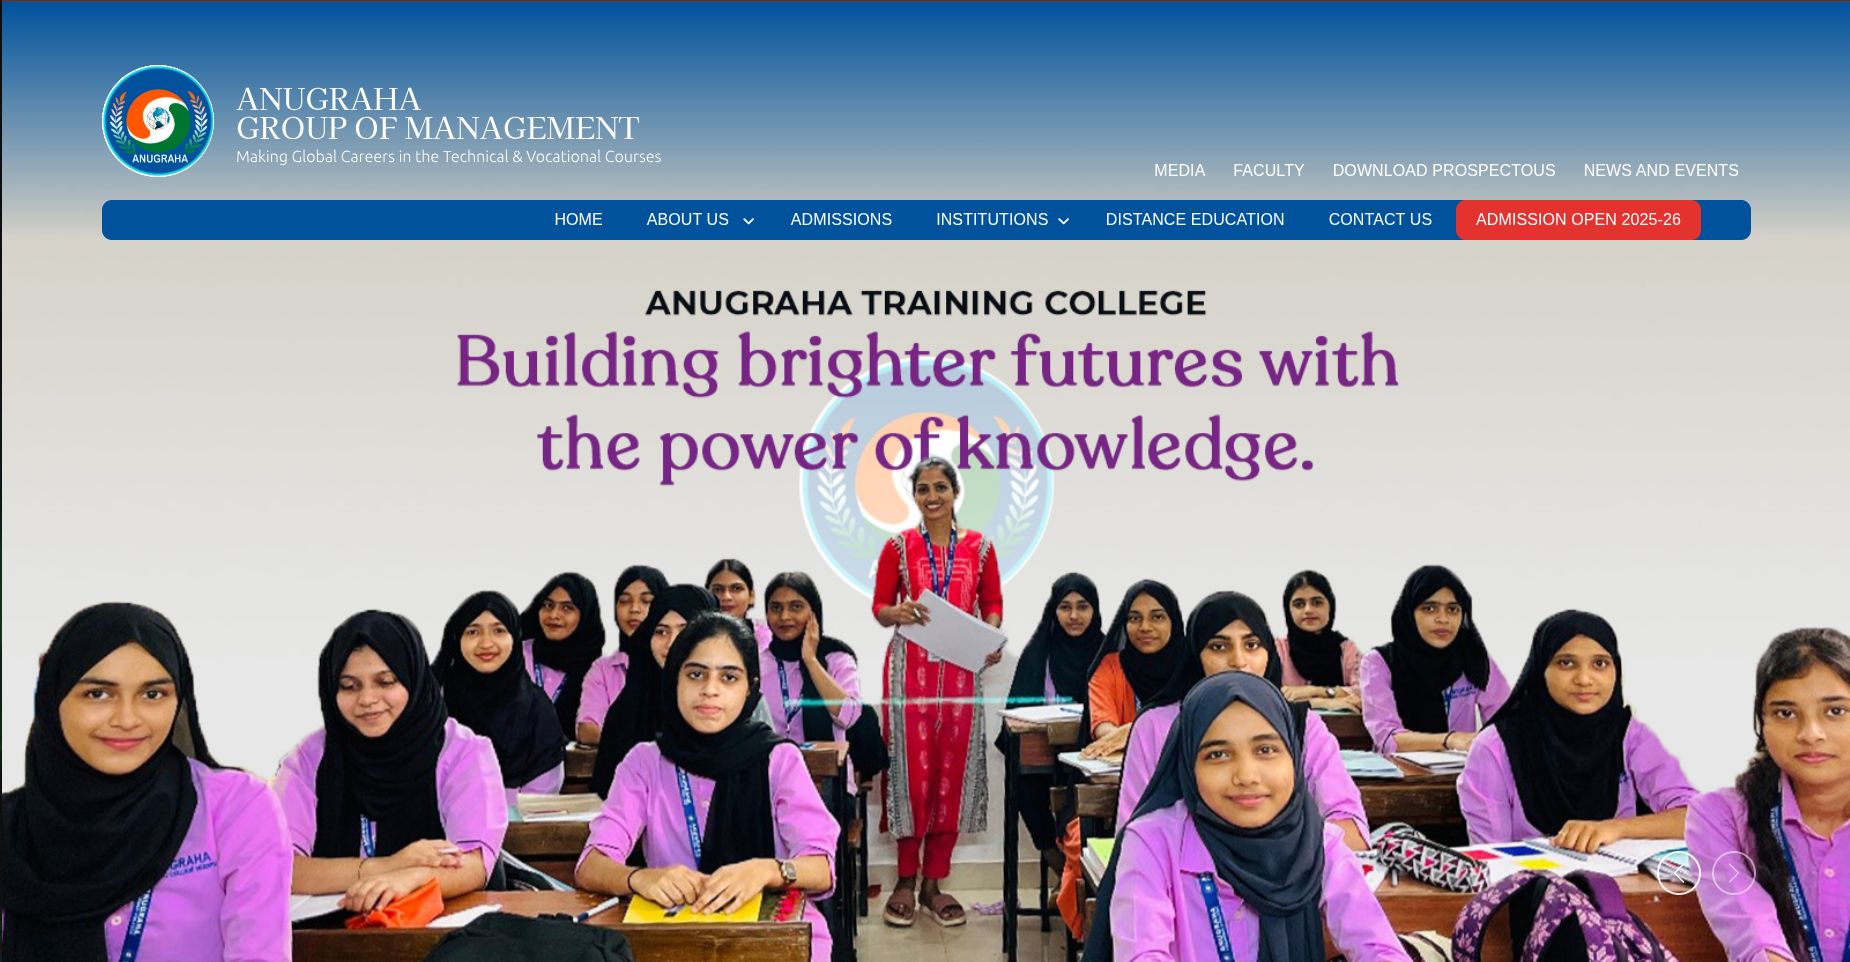 ANUGRAHA
ANUGRAHA
GROUP OF MANAGEMENT
Making Global Careers in the Technical & Vocational Courses
MEDIA FACULTY DOWNLOAD PROSPECTOUS NEWS AND EVENTS
HOME ABOUT US ADMISSIONS INSTITUTIONS DISTANCE EDUCATION CONTACT US ADMISSION OPEN 2025-26
ANUGRAHA TRAINING COLLEGE
Building brighter futures with
the power of knowledge.